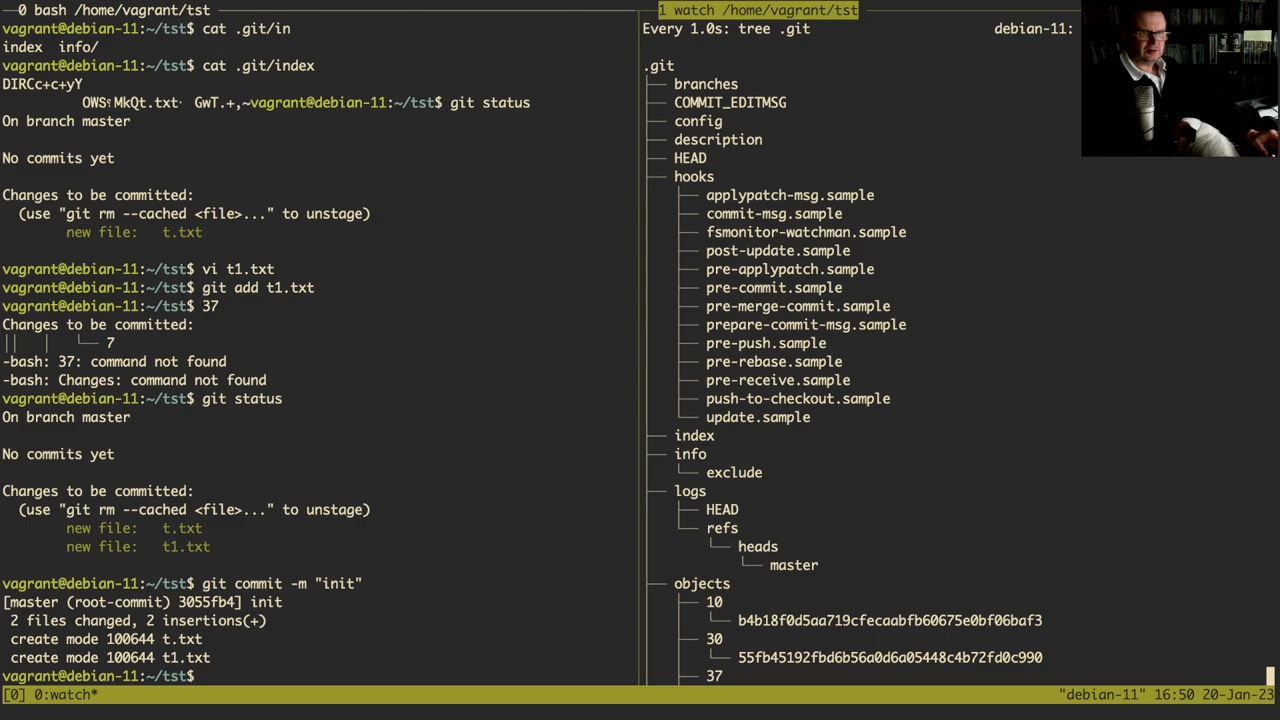 0 bash /home/vagrant/tst
vagrant@debian-11:~/tst$ cat .git/in
index  info/
vagrant@debian-11:~/tst$ cat .git/index
DIRCc+c+yY
OWS MkQt.txt  GwT.+,~vagrant@debian-11:~/tst$ git status
On branch master
No commits yet
Changes to be committed:
(use "git rm --cached <file>..." to unstage)
new file:   t.txt
vagrant@debian-11:~/tst$ vi t1.txt
vagrant@debian-11:~/tst$ git add t1.txt
vagrant@debian-11:~/tst$ 37
Changes to be committed:
││   │   └── 7
-bash: 37: command not found
-bash: Changes: command not found
vagrant@debian-11:~/tst$ git status
On branch master
No commits yet
Changes to be committed:
(use "git rm --cached <file>..." to unstage)
new file:   t.txt
new file:   t1.txt
vagrant@debian-11:~/tst$ git commit -m "init"
[master (root-commit) 3055fb4] init
2 files changed, 2 insertions(+)
create mode 100644 t.txt
create mode 100644 t1.txt
vagrant@debian-11:~/tst$
1 watch /home/vagrant/tst
Every 1.0s: tree .git    debian-11:
.git
├── branches
├── COMMIT_EDITMSG
├── config
├── description
├── HEAD
├── hooks
│   ├── applypatch-msg.sample
│   ├── commit-msg.sample
│   ├── fsmonitor-watchman.sample
│   ├── post-update.sample
│   ├── pre-applypatch.sample
│   ├── pre-commit.sample
│   ├── pre-merge-commit.sample
│   ├── prepare-commit-msg.sample
│   ├── pre-push.sample
│   ├── pre-rebase.sample
│   ├── pre-receive.sample
│   ├── push-to-checkout.sample
│   └── update.sample
├── index
├── info
│   └── exclude
├── logs
│   ├── HEAD
│   └── refs
│       └── heads
│           └── master
├── objects
│   ├── 10
│   │   └── b4b18f0d5aa719cfecaabfb60675e0bf06baf3
│   ├── 30
│   │   └── 55fb45192fbd6b56a0d6a05448c4b72fd0c990
│   ├── 37
[0] 0:watch*    "debian-11" 16:50 20-Jan-23